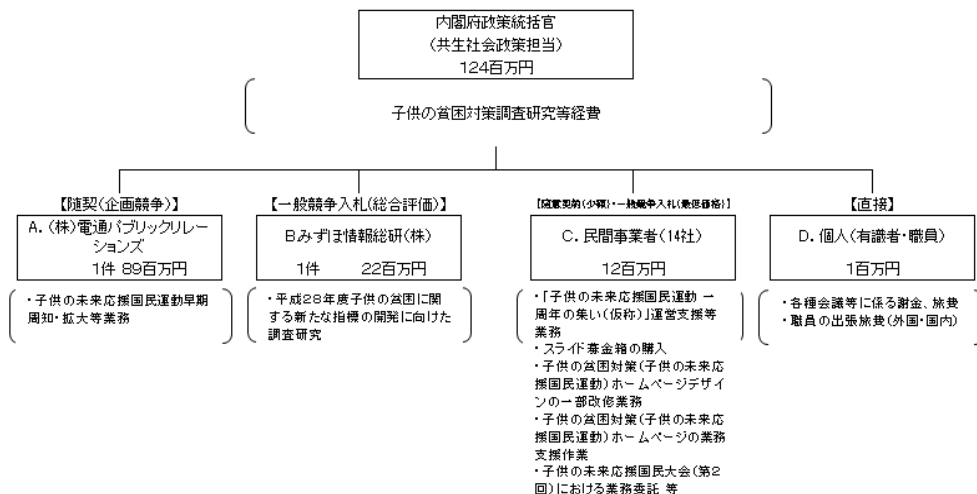 内閣府政策統括官
(共生社会政策担当)
124百万円
子供の貧困対策調査研究等経費
【随契(企画競争)】
A.(株)電通パブリックリレー
ションズ
1件 89百万円
・子供の未来応援国民運動早期
周知・拡大等業務
【一般競争入札(総合評価)】
Bみずほ情報総研(株)
1件 22百万円
・平成28年度子供の貧困に関
する新たな指標の開発に向けた
調査研究
【随意契約(少額)・一般競争入札(最低価格)】
C.民間事業者(14社)
12百万円
・「子供の未来応援国民運動 一
周年の集い(仮称)」運営支援等
業務
・スライド募金箱の購入
・子供の貧困対策(子供の未来応
援国民運動)ホームページデザイ
ンの一部改修業務
・子供の貧困対策(子供の未来応
援国民運動)ホームページの業務
支援作業
・子供の未来応援国民大会(第2
回)における業務委託 等
【直接】
D.個人(有識者・職員)
1百万円
・各種会議等に係る謝金、旅費
・職員の出張旅費(外国・国内)